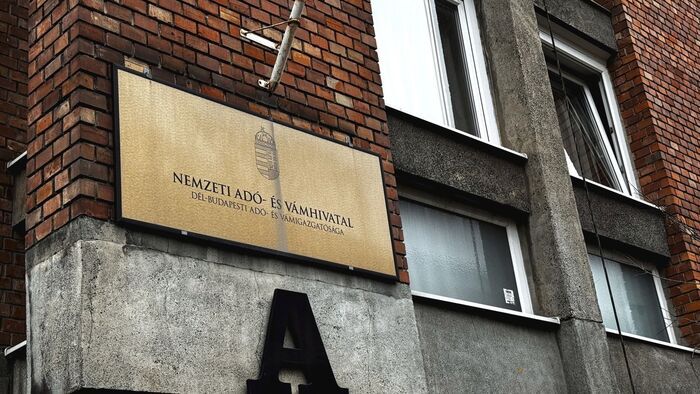 NEMZETI ADÓ- ÉS VÁMHIVATAL
DÉL-BUDAPESTI ADÓ- ÉS VÁMIGAZGATÓSÁGA
A